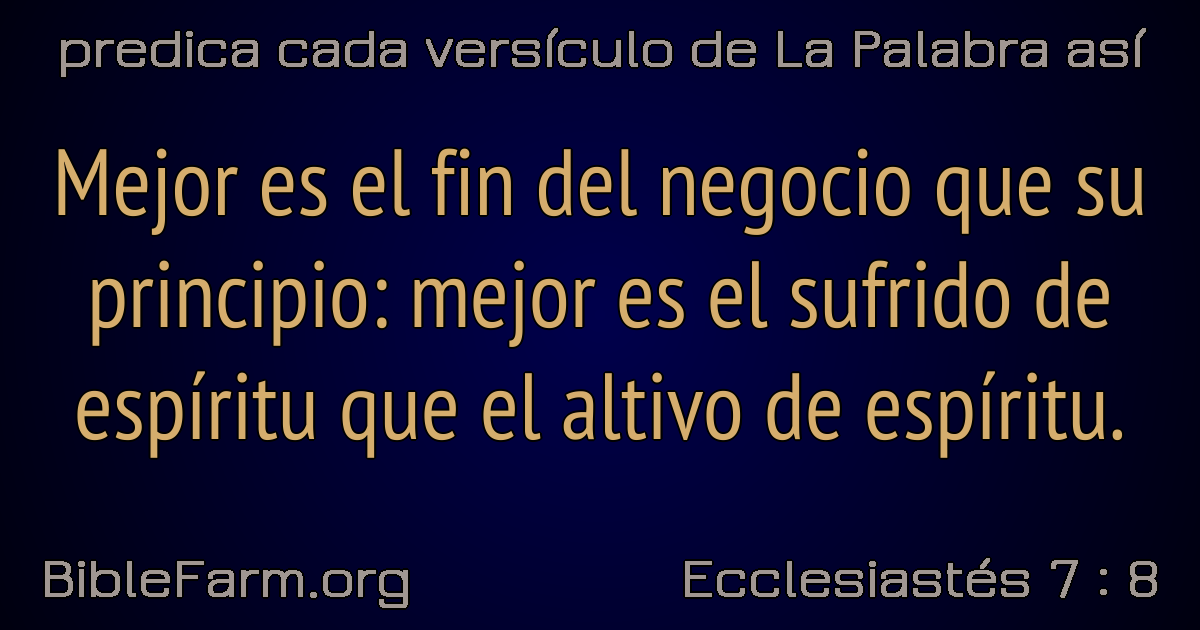 predica cada versículo de La Palabra así
Mejor es el fin del negocio que su
principio: mejor es el sufrido de
espíritu que el altivo de espíritu.
BibleFarm.org
Ecclesiastés 7 : 8